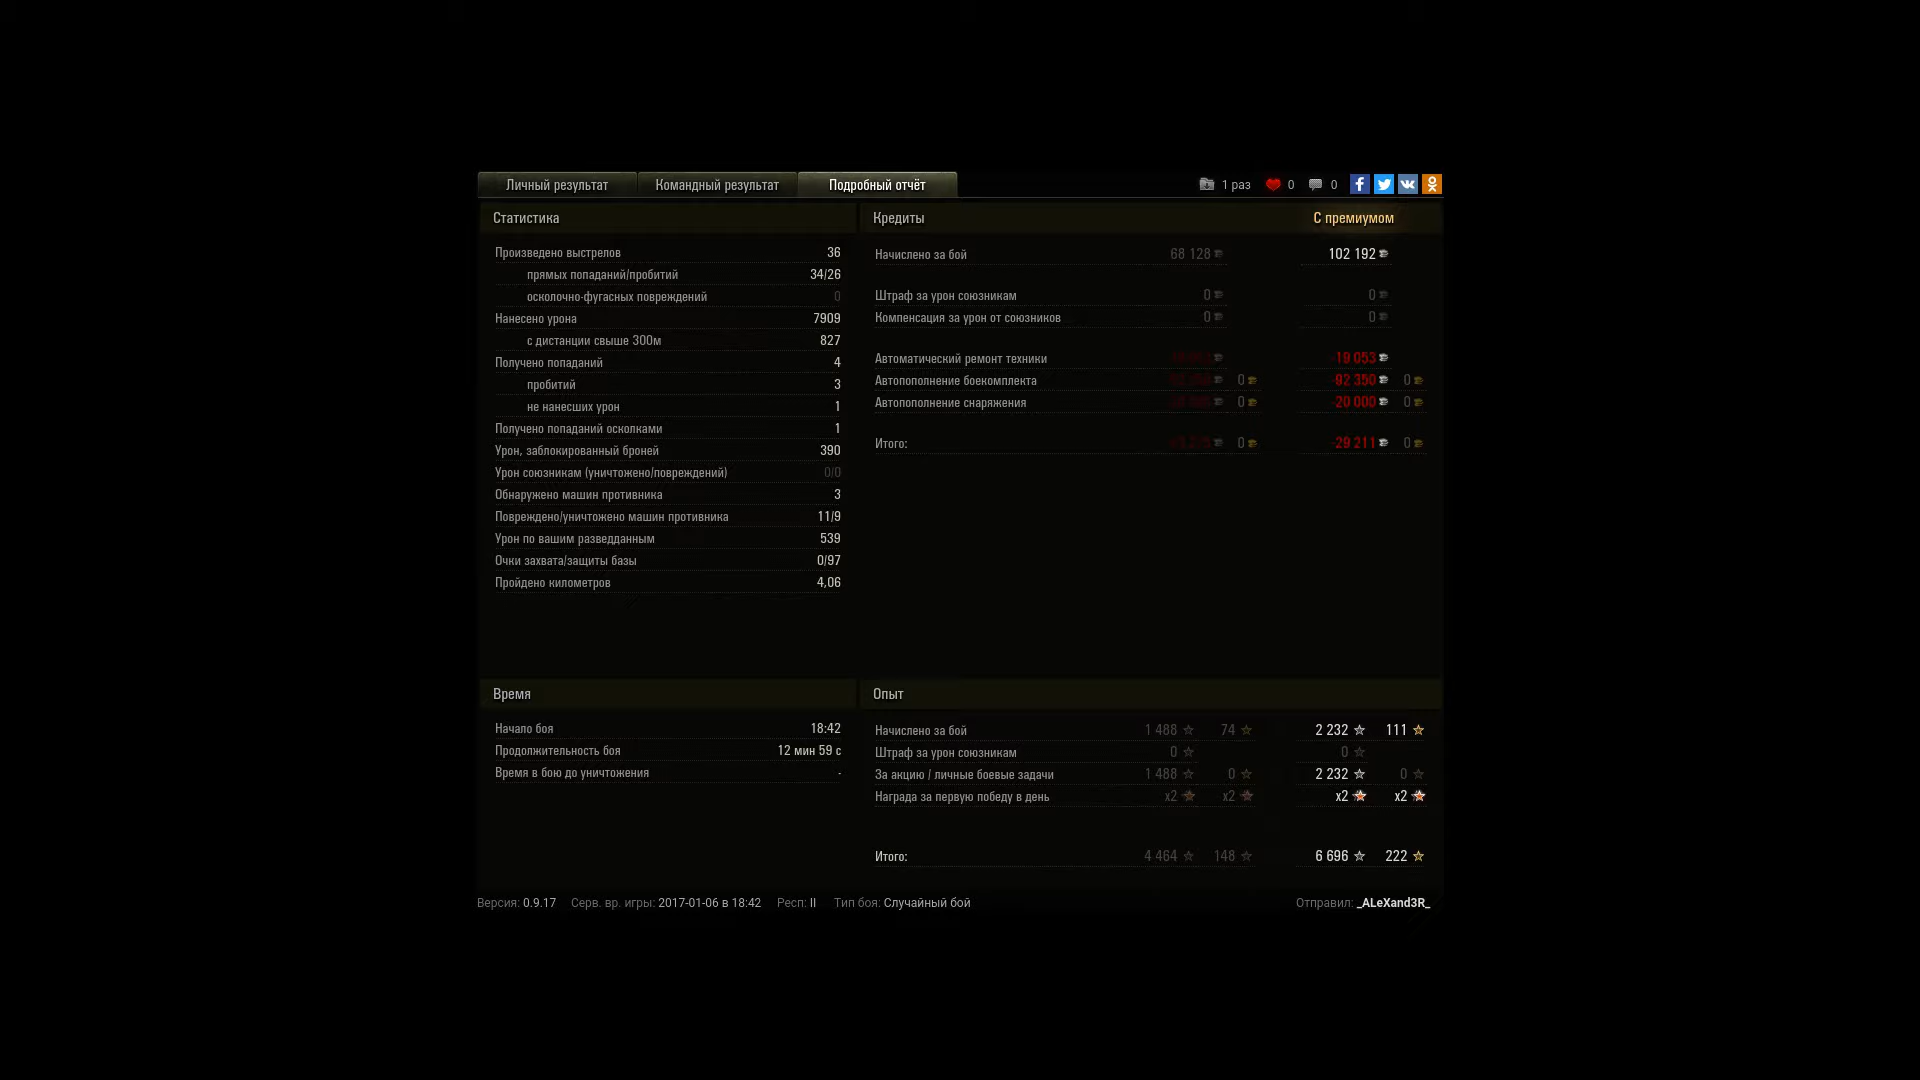 Личный результат Командный результат Подробный отчёт 1 раз 0 0
Статистика
Произведено выстрелов 36
прямых попаданий/пробитий 34/26
осколочно-фугасных повреждений 0
Нанесено урона 7909
с дистанции свыше 300м 827
Получено попаданий 4
пробитий 3
не нанесших урон 1
Получено попаданий осколками 1
Урон, заблокированный броней 390
Урон союзникам (уничтожено/повреждений) 0/0
Обнаружено машин противника 3
Повреждено/уничтожено машин противника 11/9
Урон по вашим разведданным 539
Очки захвата/защиты базы 0/97
Пройдено километров 4,06
Кредиты С премиумом
Начислено за бой 68 128 102 192
Штраф за урон союзникам 0 0
Компенсация за урон от союзников 0 0
Автоматический ремонт техники -19 053
Автопополнение боекомплекта 0 -92 350 0
Автопополнение снаряжения 0 -20 000 0
Итого: 0 -29 211 0
Время
Начало боя 18:42
Продолжительность боя 12 мин 59 с
Время в бою до уничтожения -
Опыт
Начислено за бой 1 488 74 2 232 111
Штраф за урон союзникам 0 0
За акцию / личные боевые задачи 1 488 0 2 232 0
Награда за первую победу в день x2 x2 x2 x2
Итого: 4 464 148 6 696 222
Версия: 0.9.17 Серв. вр. игры: 2017-01-06 в 18:42 Респ: II Тип боя: Случайный бой Отправил: _ALeXand3R_